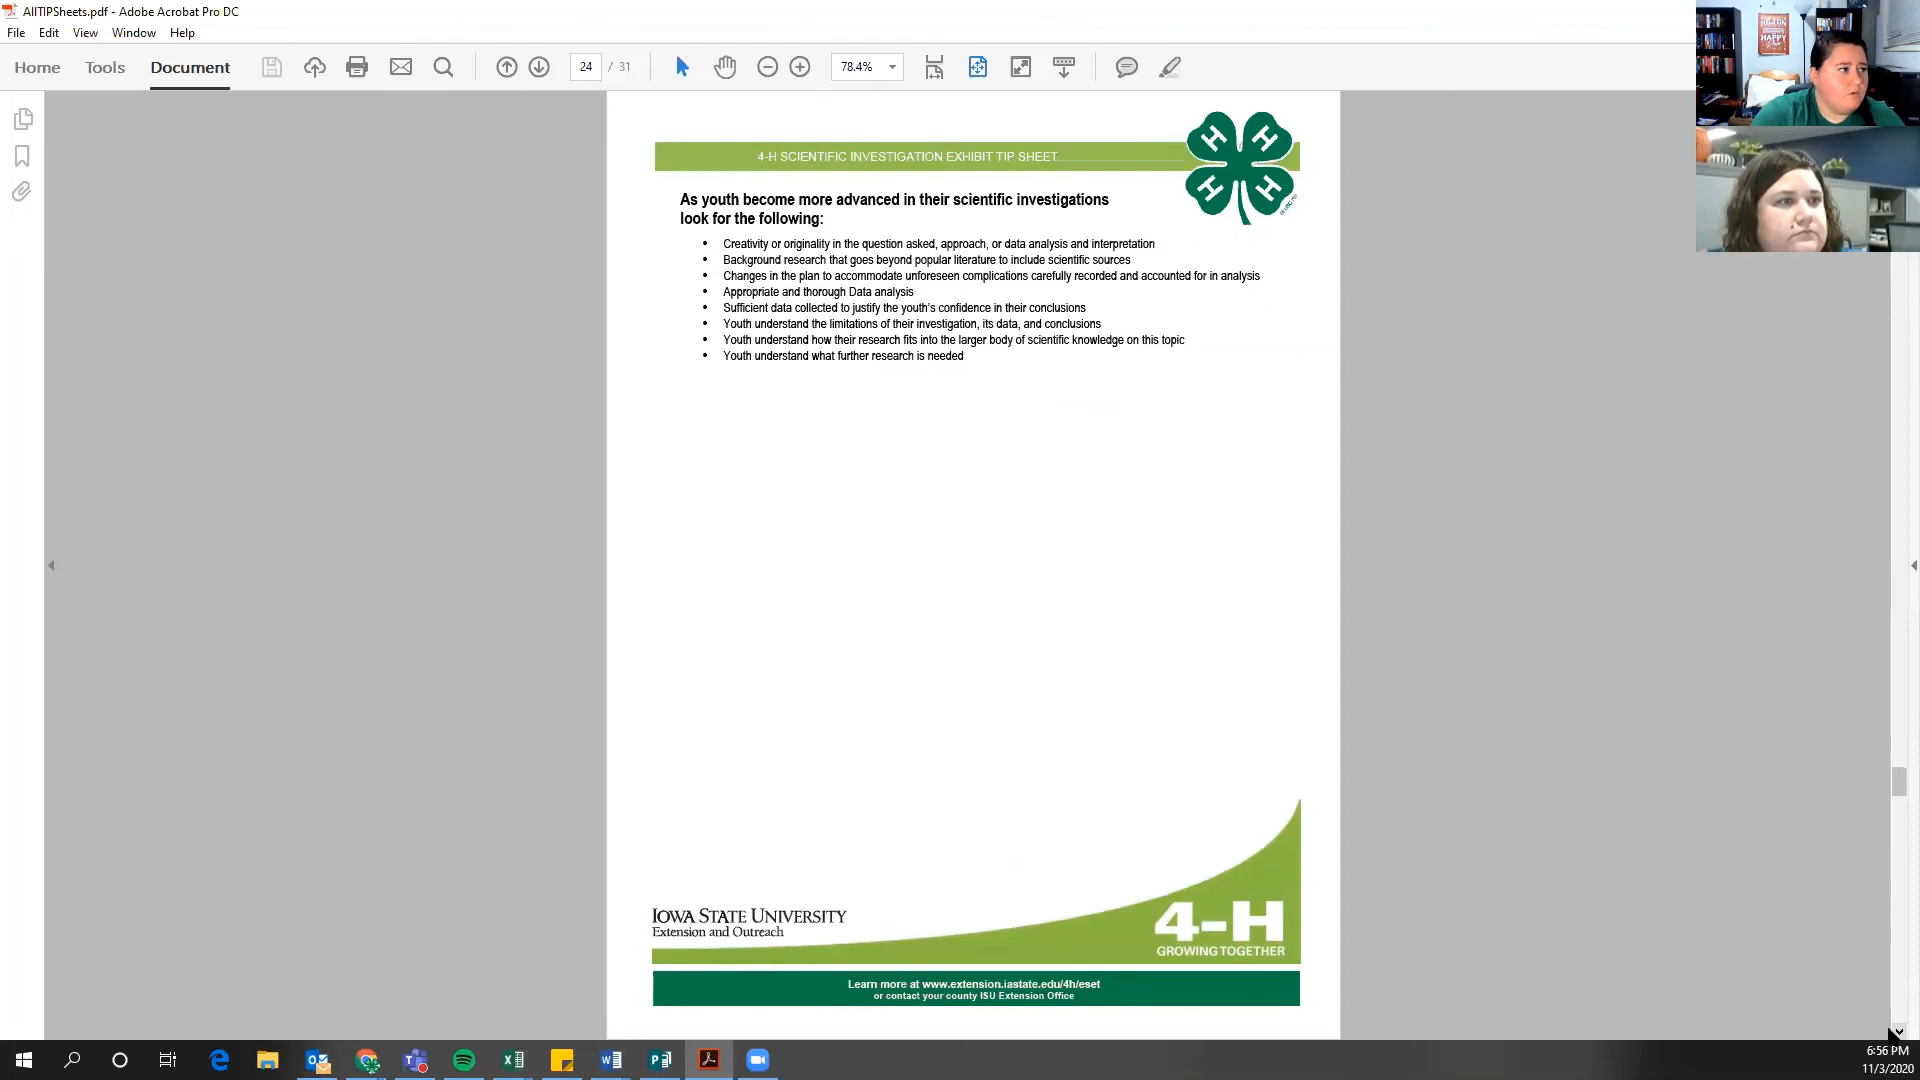 AllTIPSheets.pdf - Adobe Acrobat Pro DC
File Edit View Window Help
Home Tools Document 24 / 31 78.4%
4-H SCIENTIFIC INVESTIGATION EXHIBIT TIP SHEET
H H
H H
As youth become more advanced in their scientific investigations
look for the following:
• Creativity or originality in the question asked, approach, or data analysis and interpretation
• Background research that goes beyond popular literature to include scientific sources
• Changes in the plan to accommodate unforeseen complications carefully recorded and accounted for in analysis
• Appropriate and thorough Data analysis
• Sufficient data collected to justify the youth's confidence in their conclusions
• Youth understand the limitations of their investigation, its data, and conclusions
• Youth understand how their research fits into the larger body of scientific knowledge on this topic
• Youth understand what further research is needed
IOWA STATE UNIVERSITY
Extension and Outreach
4-H
GROWING TOGETHER
Learn more at www.extension.iastate.edu/4h/eset
or contact your county ISU Extension Office
HILTON
HAPPY
6:56 PM
11/3/2020